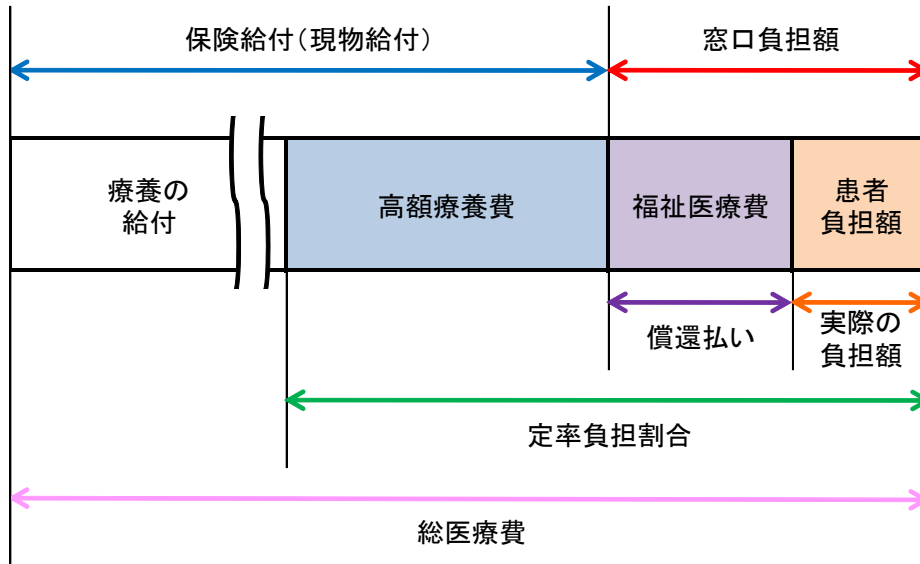 保険給付（現物給付）
窓口負担額
療養の
給付
高額療養費
福祉医療費
患者
負担額
償還払い
実際の
負担額
定率負担割合
総医療費